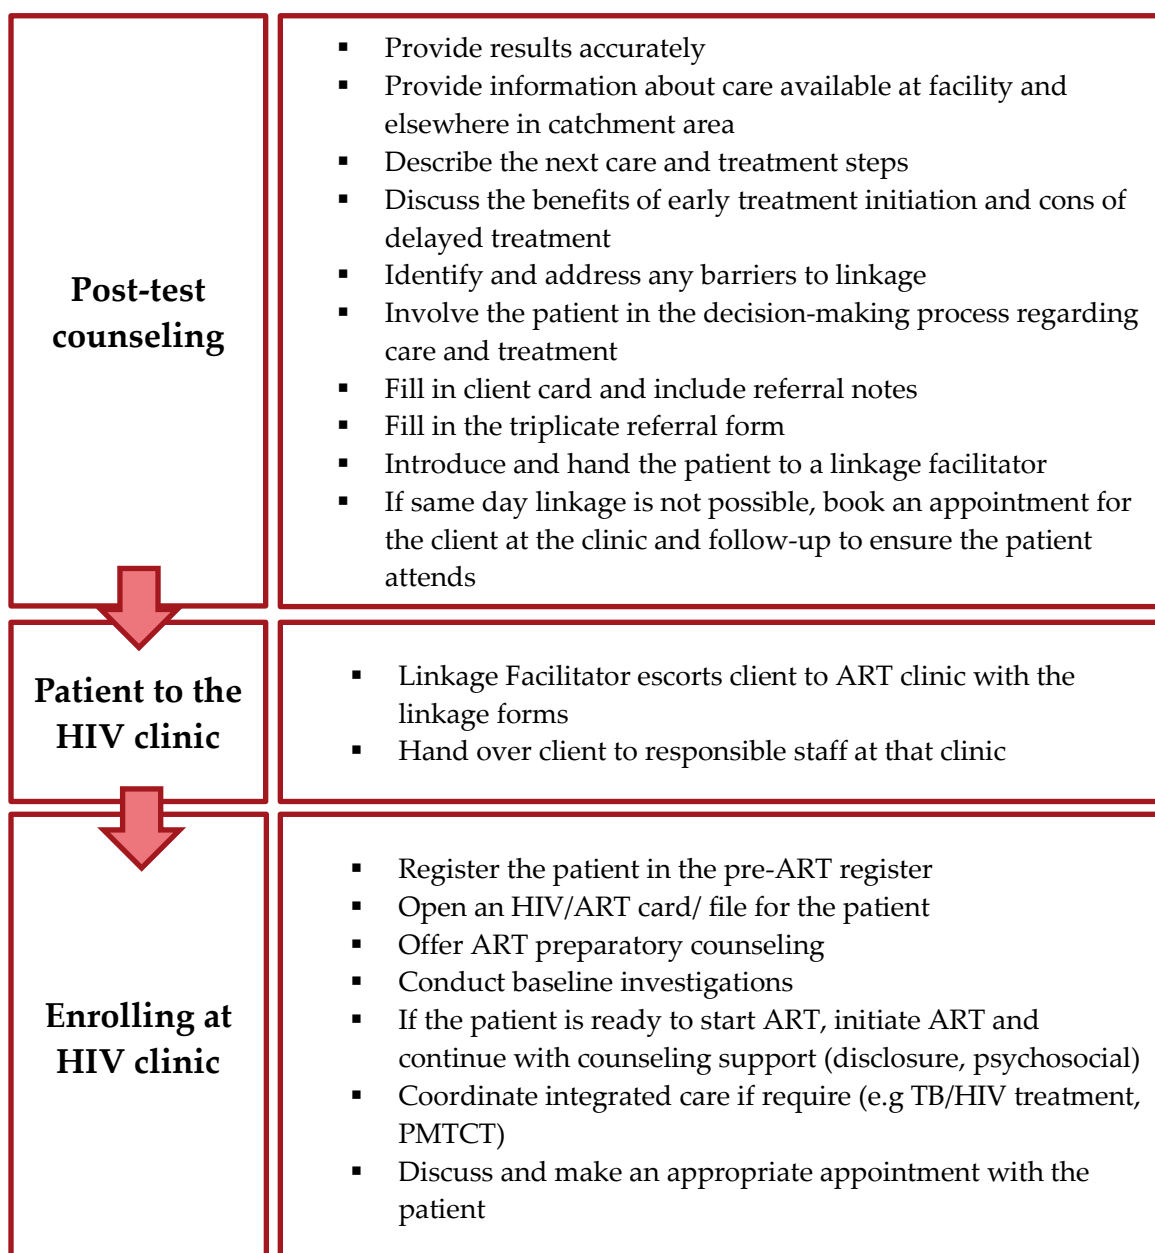 Post-test
counseling
▪ Provide results accurately
▪ Provide information about care available at facility and
elsewhere in catchment area
▪ Describe the next care and treatment steps
▪ Discuss the benefits of early treatment initiation and cons of
delayed treatment
▪ Identify and address any barriers to linkage
▪ Involve the patient in the decision-making process regarding
care and treatment
▪ Fill in client card and include referral notes
▪ Fill in the triplicate referral form
▪ Introduce and hand the patient to a linkage facilitator
▪ If same day linkage is not possible, book an appointment for
the client at the clinic and follow-up to ensure the patient
attends
Patient to the
HIV clinic
▪ Linkage Facilitator escorts client to ART clinic with the
linkage forms
▪ Hand over client to responsible staff at that clinic
Enrolling at
HIV clinic
▪ Register the patient in the pre-ART register
▪ Open an HIV/ART card/ file for the patient
▪ Offer ART preparatory counseling
▪ Conduct baseline investigations
▪ If the patient is ready to start ART, initiate ART and
continue with counseling support (disclosure, psychosocial)
▪ Coordinate integrated care if require (e.g TB/HIV treatment,
PMTCT)
▪ Discuss and make an appropriate appointment with the
patient